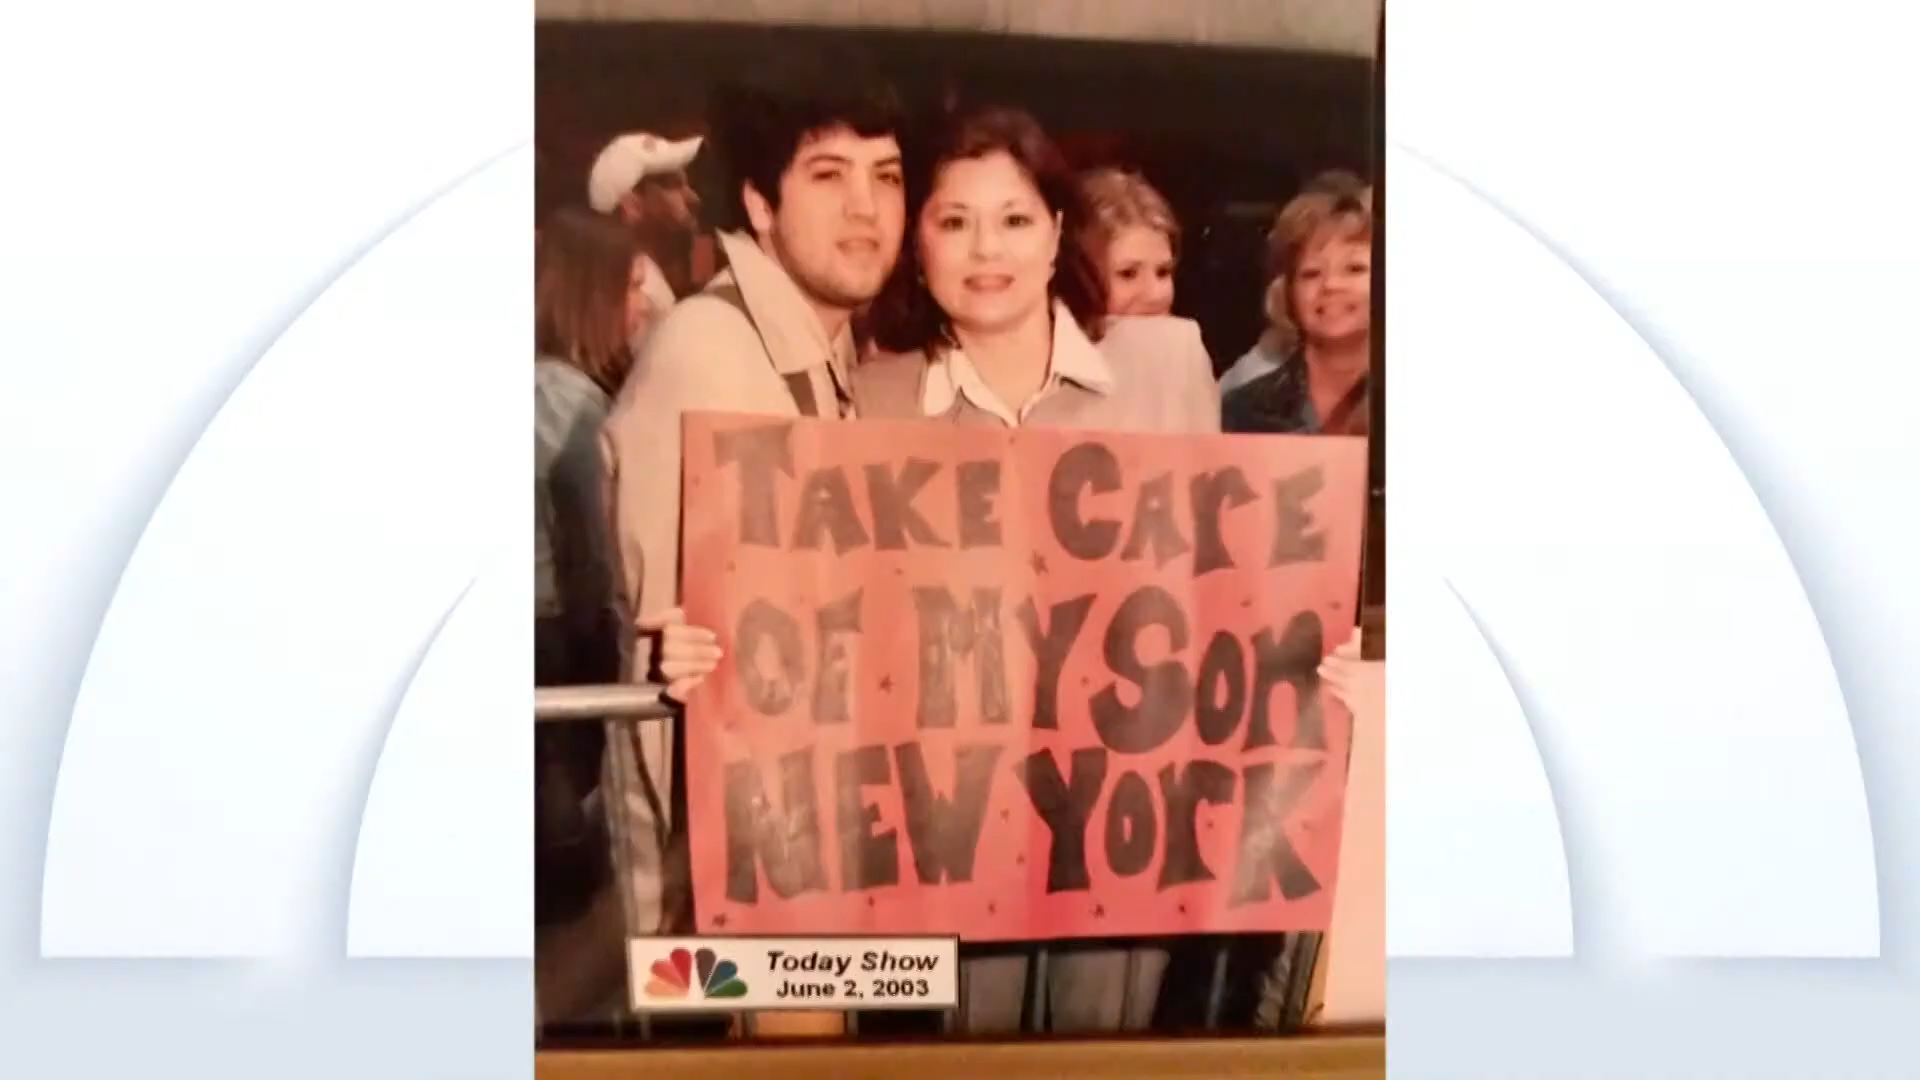 TAKE CArE
OF MY SON
NEW YOrK
Today Show
June 2, 2003